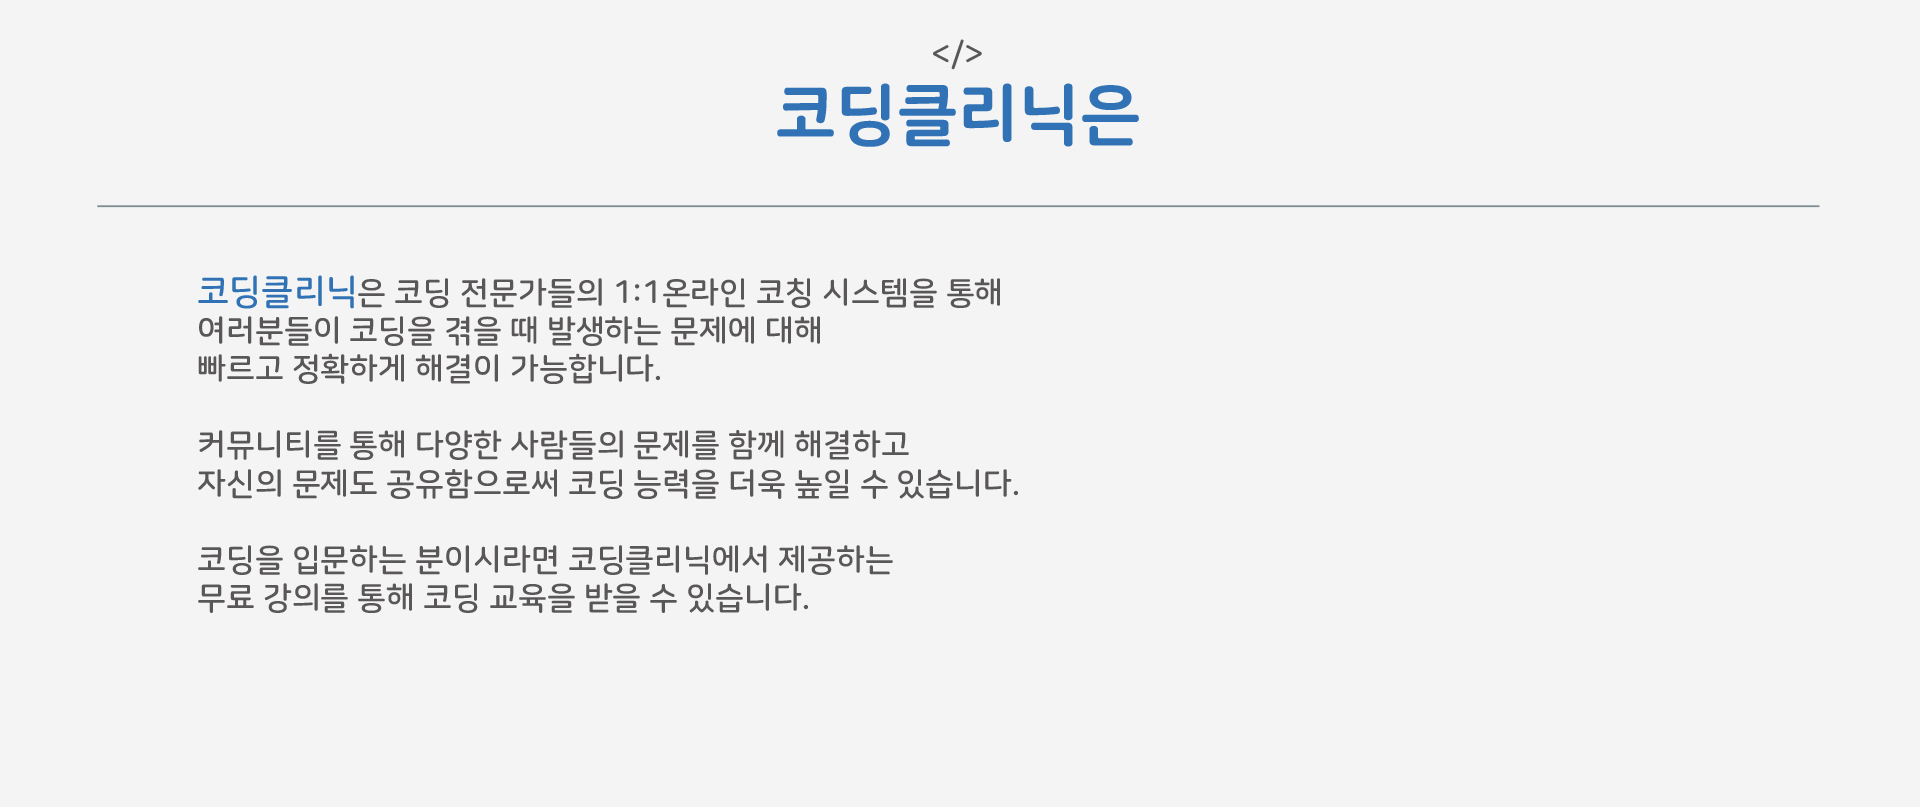 </>
코딩클리닉은
코딩클리닉은 코딩 전문가들의 1:1온라인 코칭 시스템을 통해
여러분들이 코딩을 겪을 때 발생하는 문제에 대해
빠르고 정확하게 해결이 가능합니다.
커뮤니티를 통해 다양한 사람들의 문제를 함께 해결하고
자신의 문제도 공유함으로써 코딩 능력을 더욱 높일 수 있습니다.
코딩을 입문하는 분이시라면 코딩클리닉에서 제공하는
무료 강의를 통해 코딩 교육을 받을 수 있습니다.